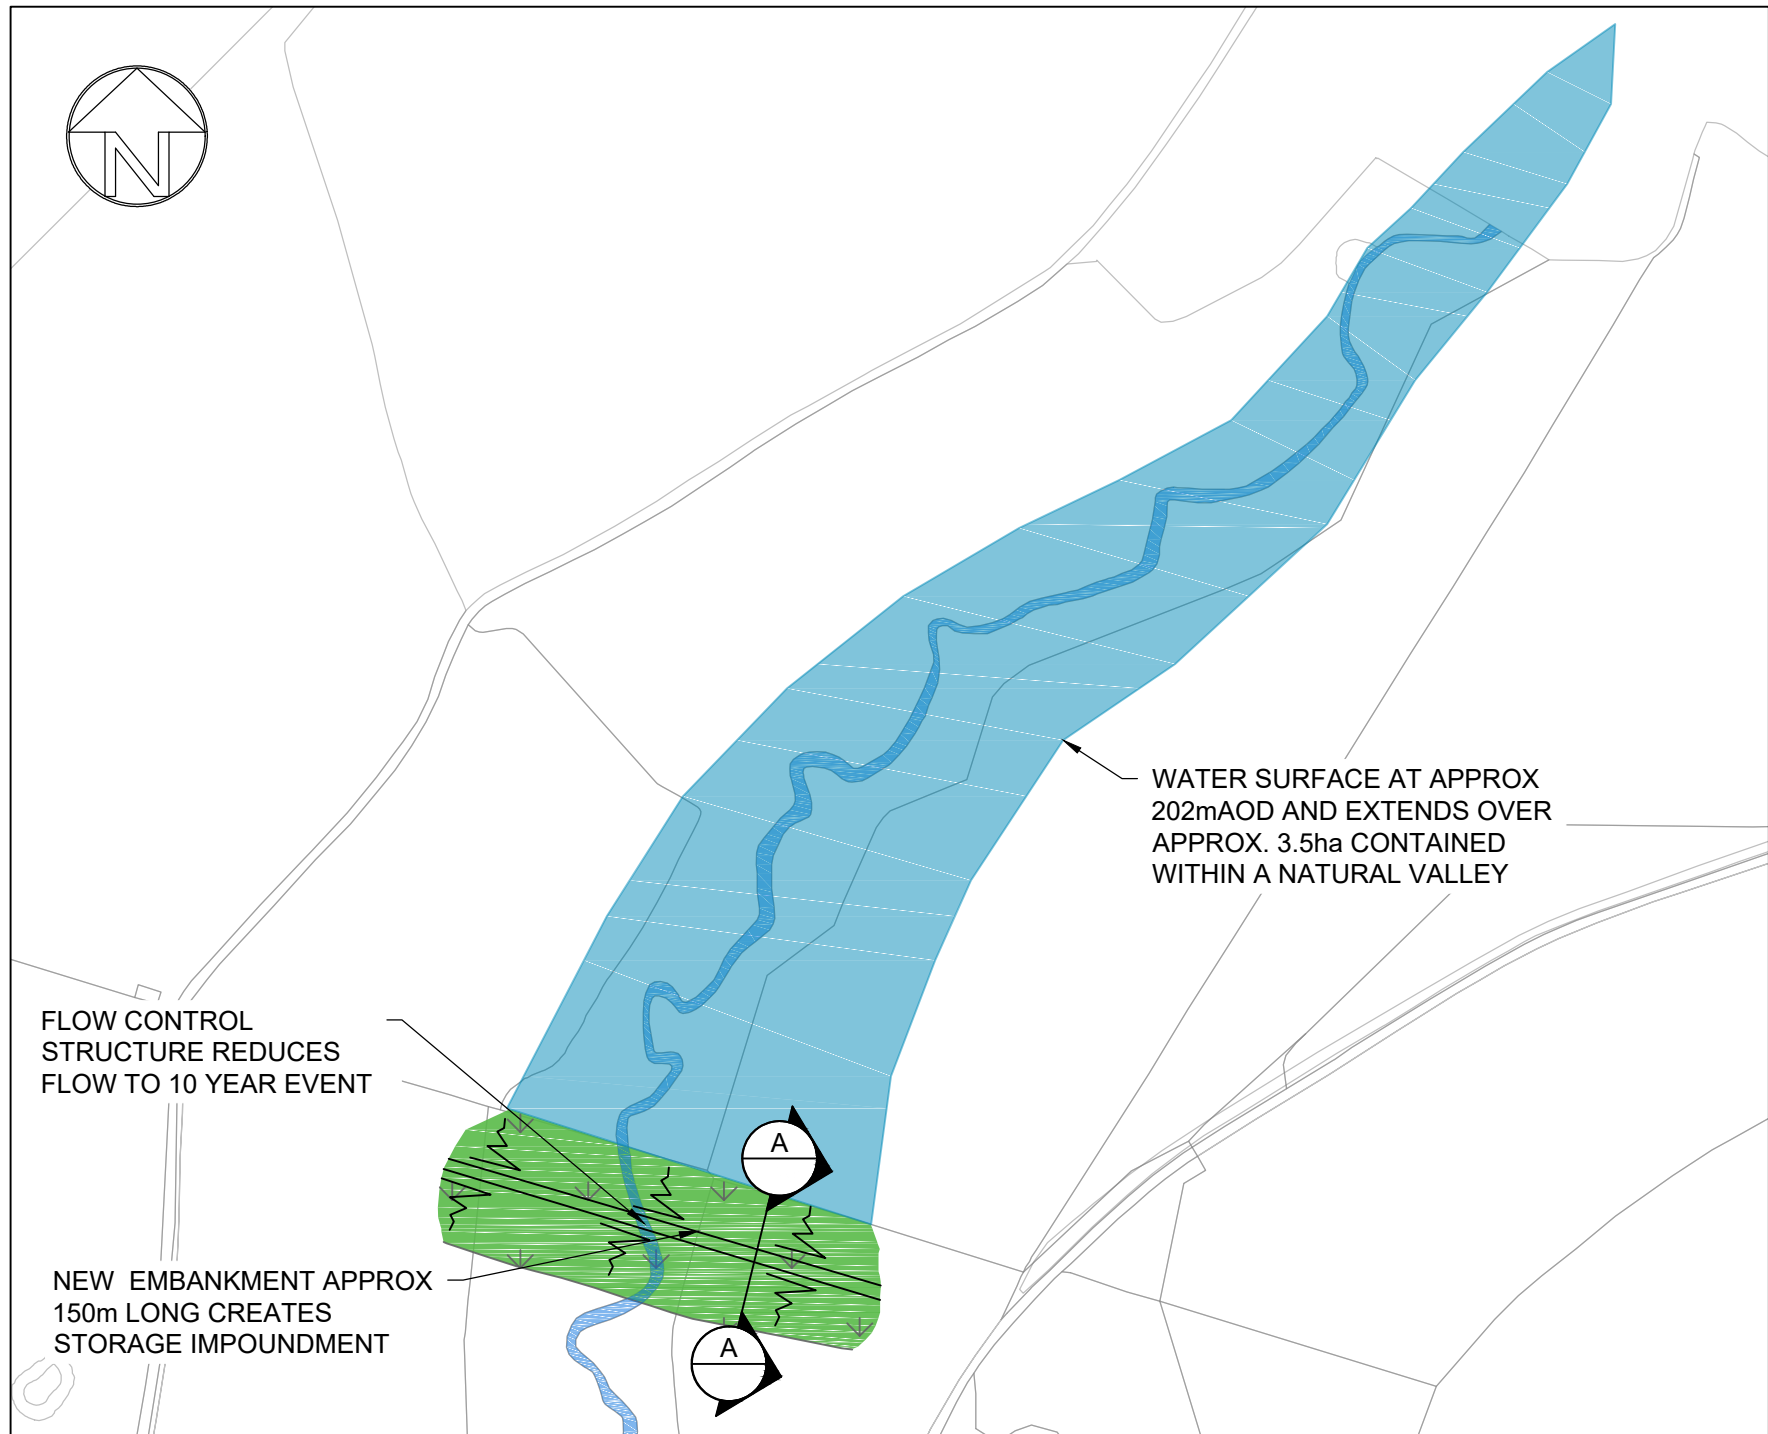 N
WATER SURFACE AT APPROX
202mAOD AND EXTENDS OVER
APPROX. 3.5ha CONTAINED
WITHIN A NATURAL VALLEY
FLOW CONTROL
STRUCTURE REDUCES
FLOW TO 10 YEAR EVENT
A
NEW EMBANKMENT APPROX
150m LONG CREATES
STORAGE IMPOUNDMENT
A